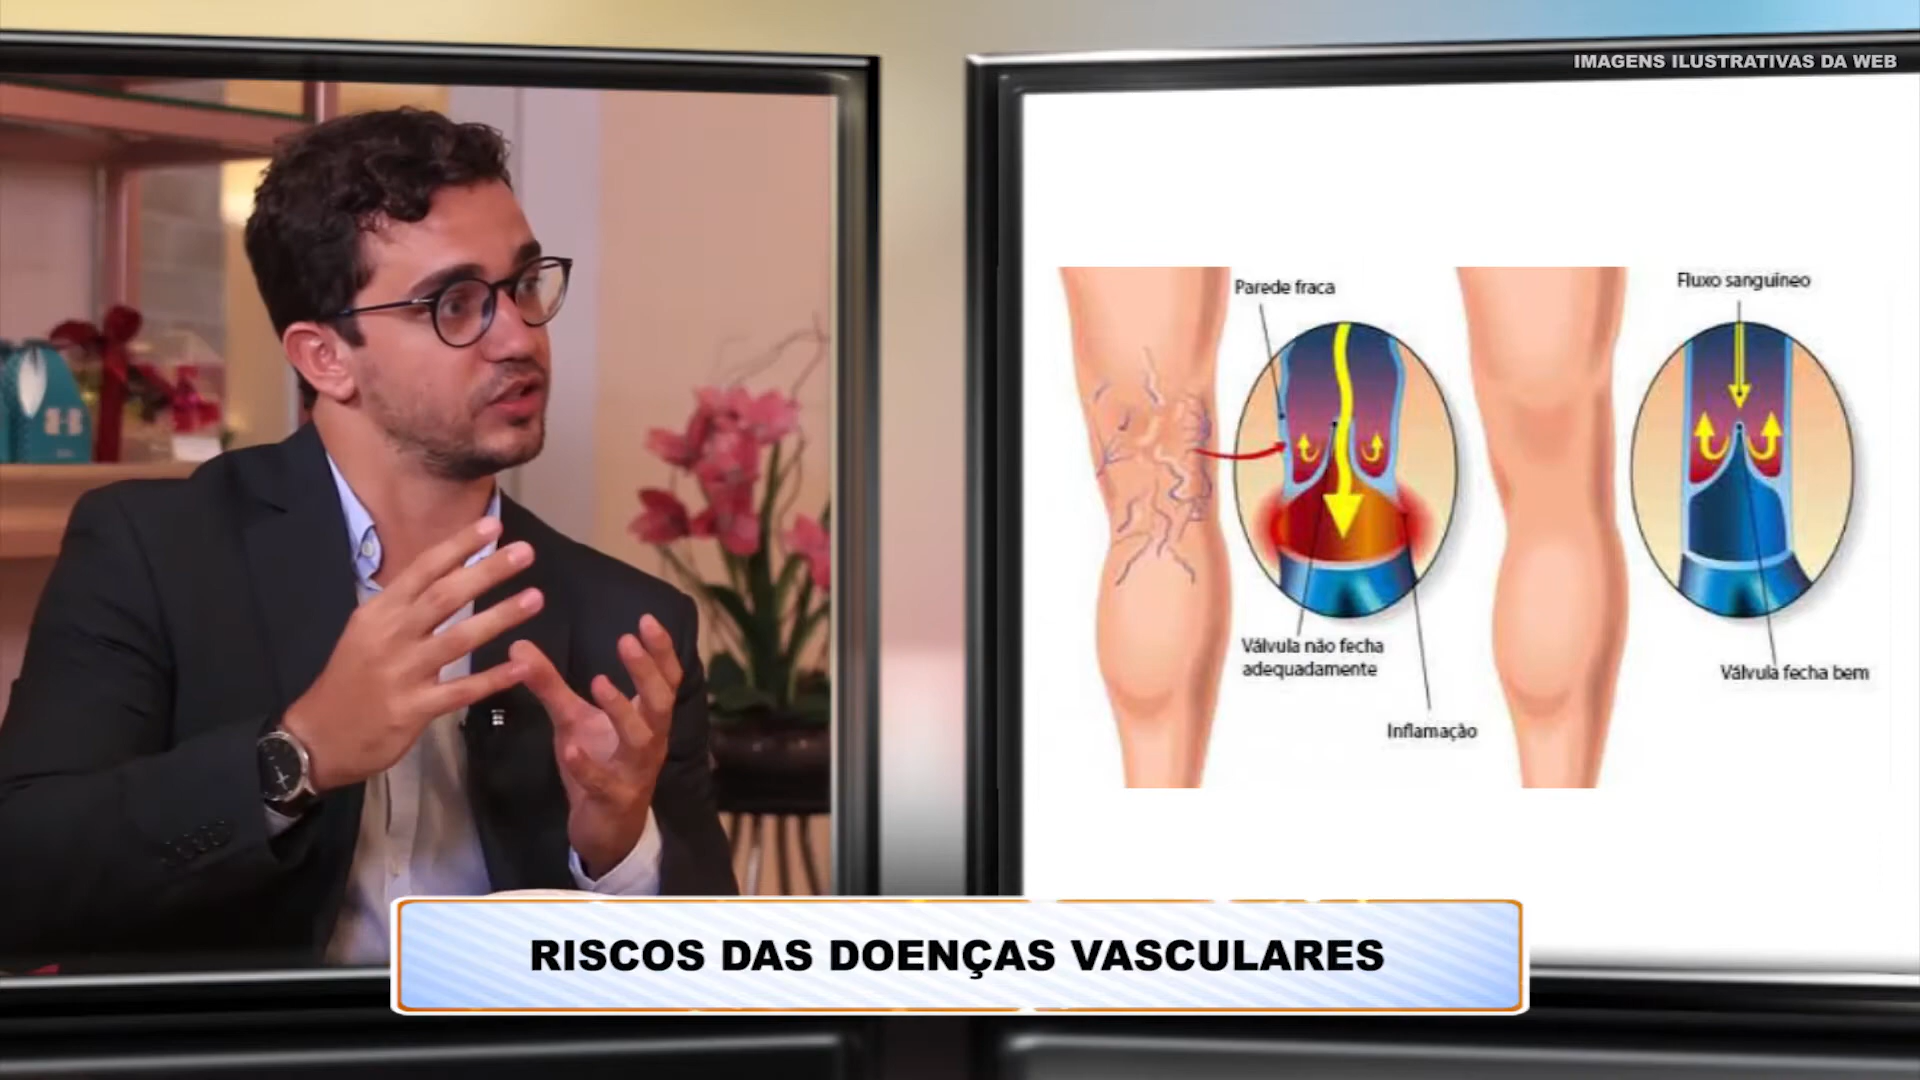 IMAGENS ILUSTRATIVAS DA WEB
Parede fraca
Fluxo sanguíneo
Válvula não fecha
adequadamente
Válvula fecha bem
Inflamação
RISCOS DAS DOENÇAS VASCULARES